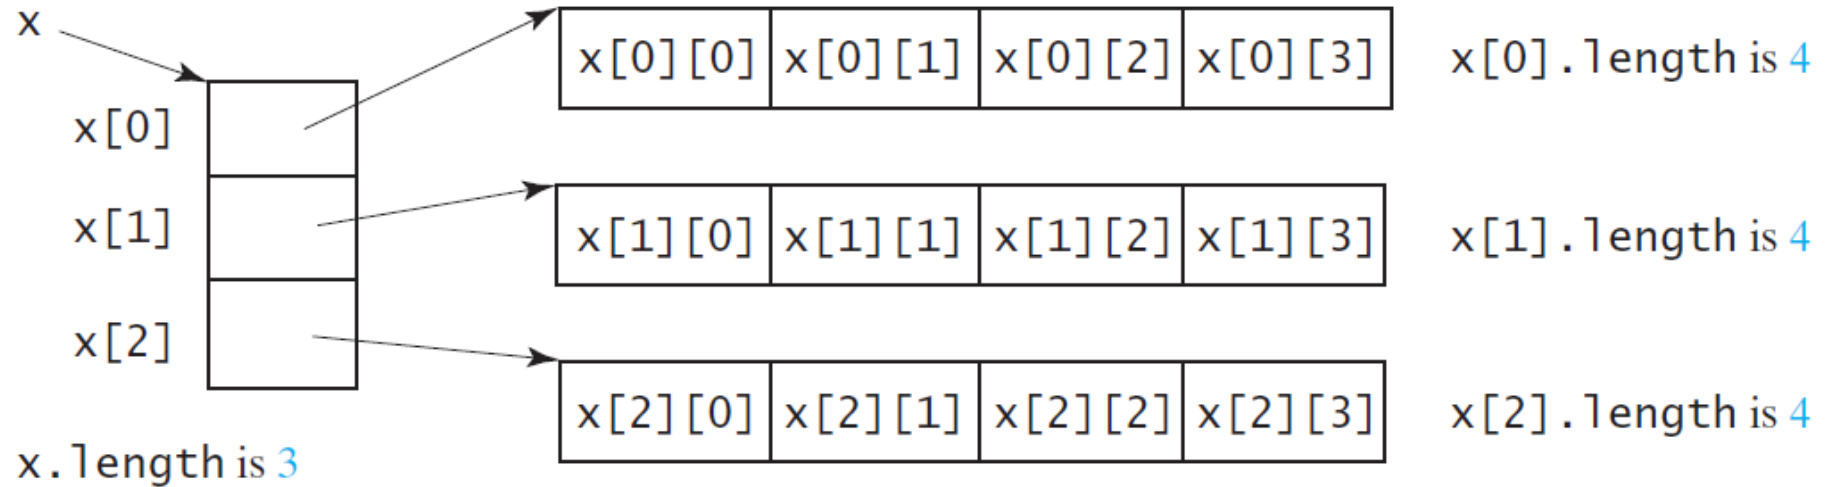 x
x[0][0] x[0][1] x[0][2] x[0][3] x[0].length is 4
x[0]
x[1]
x[1][0] x[1][1] x[1][2] x[1][3] x[1].length is 4
x[2]
x[2][0] x[2][1] x[2][2] x[2][3] x[2].length is 4
x.length is 3